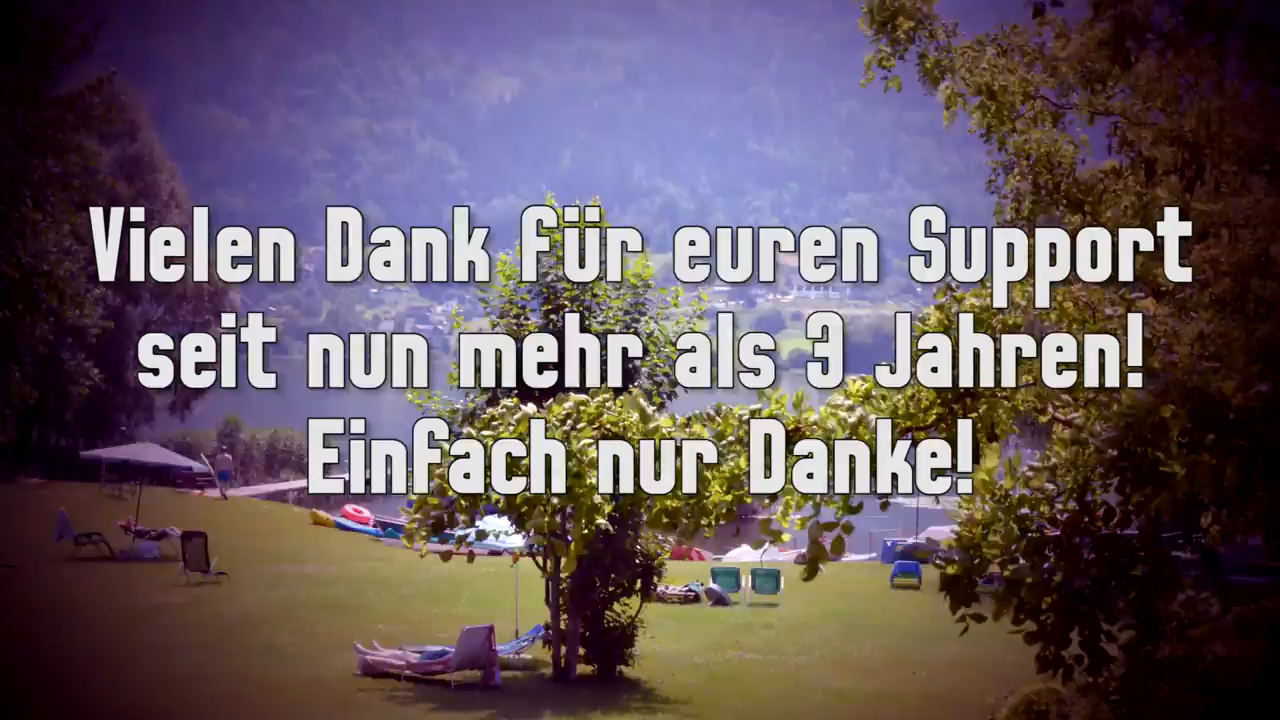 Vielen Dank für euren Support
seit nun mehr als 3 Jahren!
Einfach nur Danke!